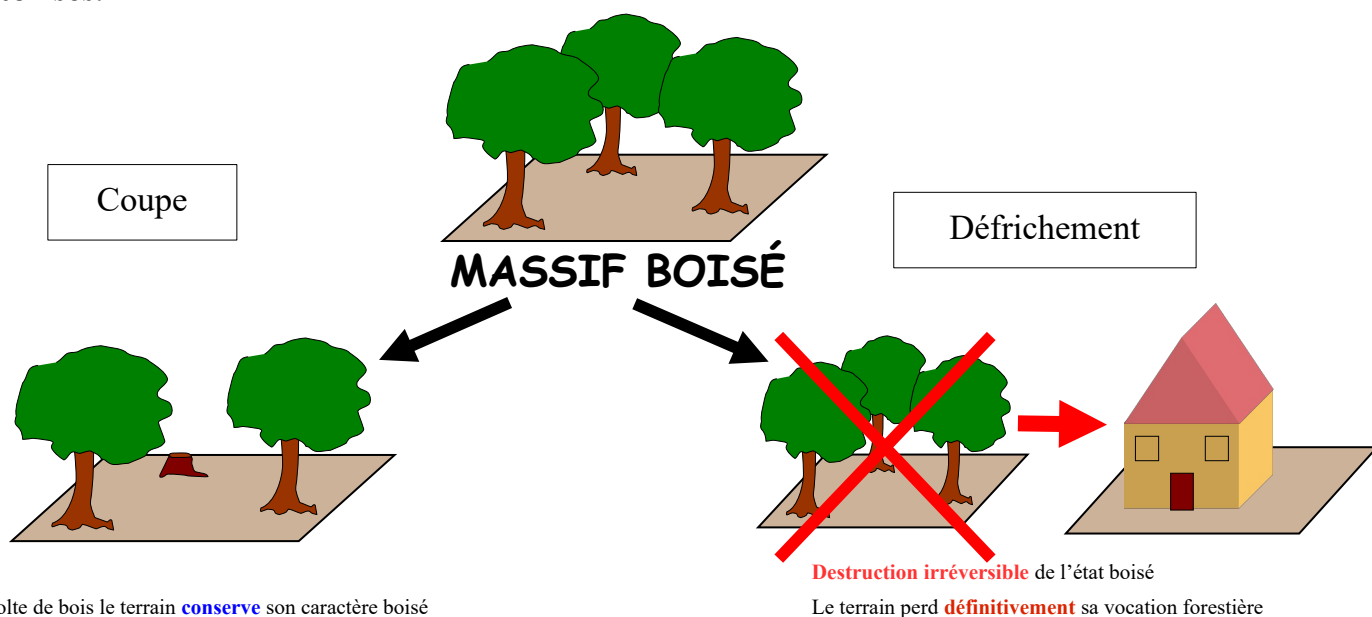 Coupe
Défrichement
MASSIF BOISÉ
Destruction irréversible de l’état boisé
de bois le terrain conserve son caractère boisé
Le terrain perd définitivement sa vocation forestière